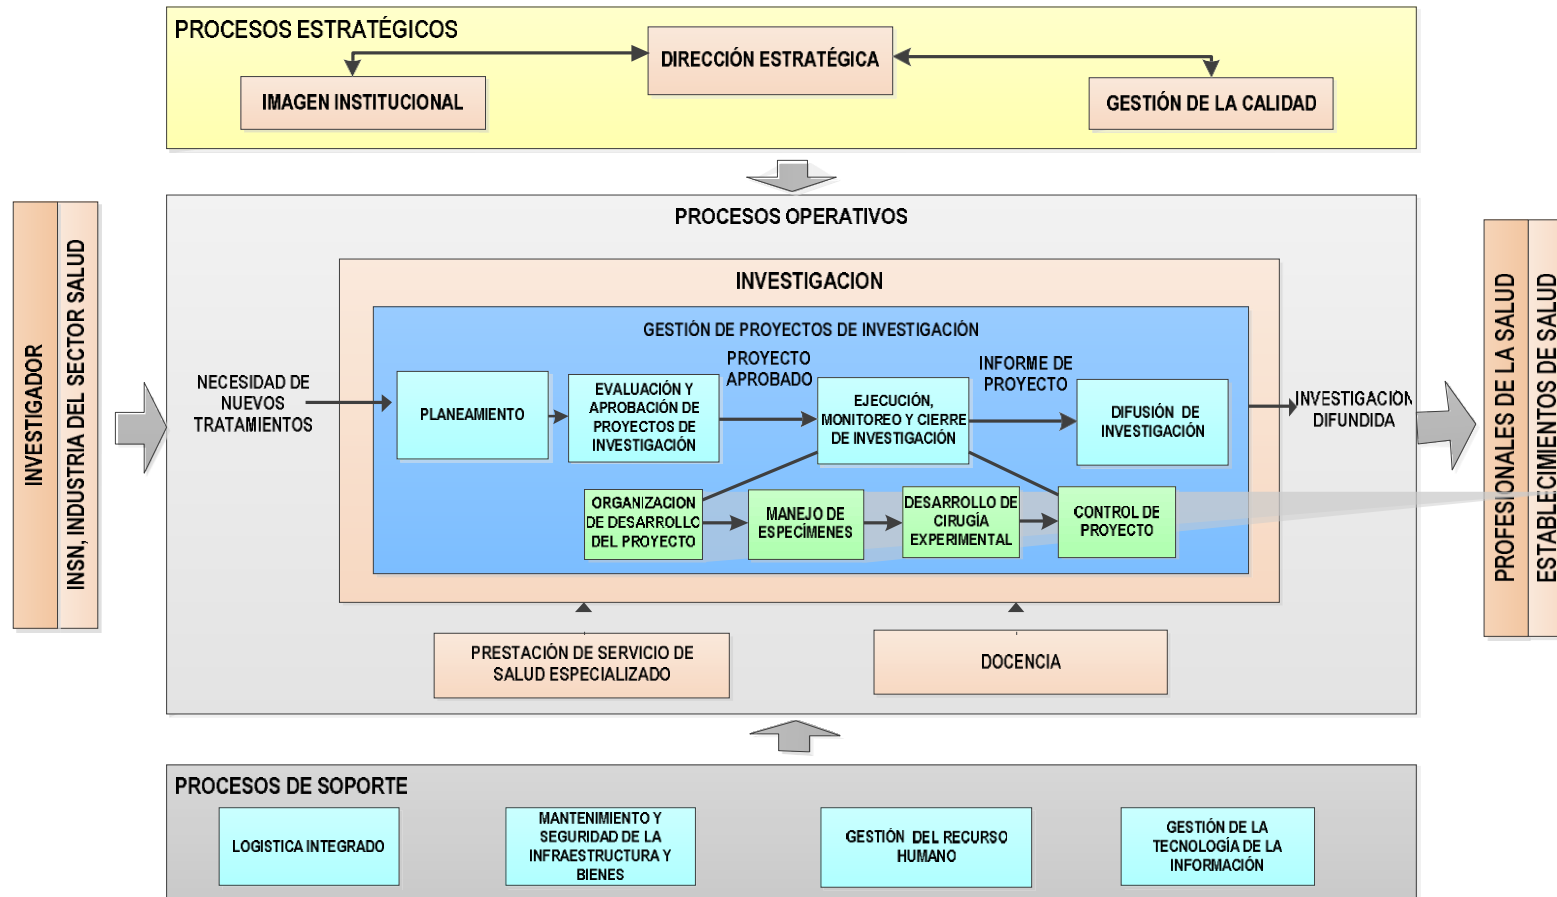 PROCESOS ESTRATÉGICOS
DIRECCIÓN ESTRATÉGICA
IMAGEN INSTITUCIONAL
GESTIÓN DE LA CALIDAD
INVESTIGADOR
INSN, INDUSTRIA DEL SECTOR SALUD
PROCESOS OPERATIVOS
INVESTIGACION
GESTIÓN DE PROYECTOS DE INVESTIGACIÓN
NECESIDAD DE
NUEVOS
TRATAMIENTOS
PLANEAMIENTO
EVALUACIÓN Y
APROBACIÓN DE
PROYECTOS DE
INVESTIGACIÓN
PROYECTO
APROBADO
EJECUCIÓN,
MONITOREO Y CIERRE
DE INVESTIGACIÓN
INFORME DE
PROYECTO
DIFUSIÓN DE
INVESTIGACIÓN
INVESTIGACION
DIFUNDIDA
ORGANIZACION
DE DESARROLLO
DEL PROYECTO
MANEJO DE
ESPECÍMENES
DESARROLLO DE
CIRUGÍA
EXPERIMENTAL
CONTROL DE
PROYECTO
PRESTACIÓN DE SERVICIO DE
SALUD ESPECIALIZADO
DOCENCIA
PROFESIONALES DE LA SALUD
ESTABLECIMIENTOS DE SALUD
PROCESOS DE SOPORTE
LOGISTICA INTEGRADO
MANTENIMIENTO Y
SEGURIDAD DE LA
INFRAESTRUCTURA Y
BIENES
GESTIÓN DEL RECURSO
HUMANO
GESTIÓN DE LA
TECNOLOGÍA DE LA
INFORMACIÓN